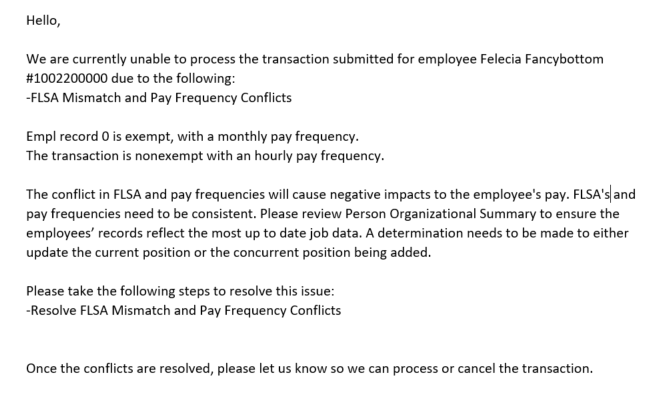 Hello,
We are currently unable to process the transaction submitted for employee Felecia Fancybottom
#1002200000 due to the following:
-FLSA Mismatch and Pay Frequency Conflicts
Empl record 0 is exempt, with a monthly pay frequency.
The transaction is nonexempt with an hourly pay frequency.
The conflict in FLSA and pay frequencies will cause negative impacts to the employee's pay. FLSA's and
pay frequencies need to be consistent. Please review Person Organizational Summary to ensure the
employees’ records reflect the most up to date job data. A determination needs to be made to either
update the current position or the concurrent position being added.
Please take the following steps to resolve this issue:
-Resolve FLSA Mismatch and Pay Frequency Conflicts
Once the conflicts are resolved, please let us know so we can process or cancel the transaction.